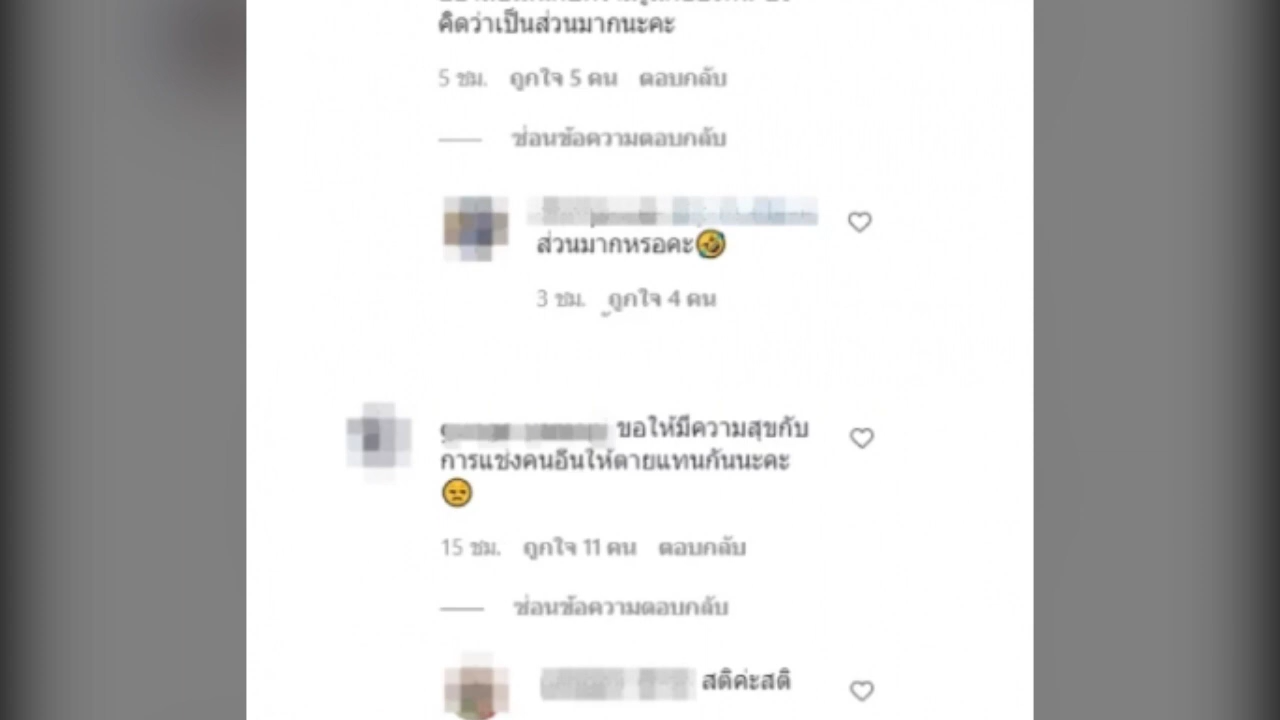 คิดว่าเป็นส่วนมากนะคะ
5 ชม. ถูกใจ 5 คน ตอบกลับ
ซ่อนข้อความตอบกลับ
ส่วนมากหรอคะ🤣
3 ชม. ถูกใจ 4 คน
ขอให้มีความสุขกับ
การแช่งคนอื่นให้ตายแทนกันนะคะ
😒
15 ชม. ถูกใจ 11 คน ตอบกลับ
ซ่อนข้อความตอบกลับ
สติค่ะสติ